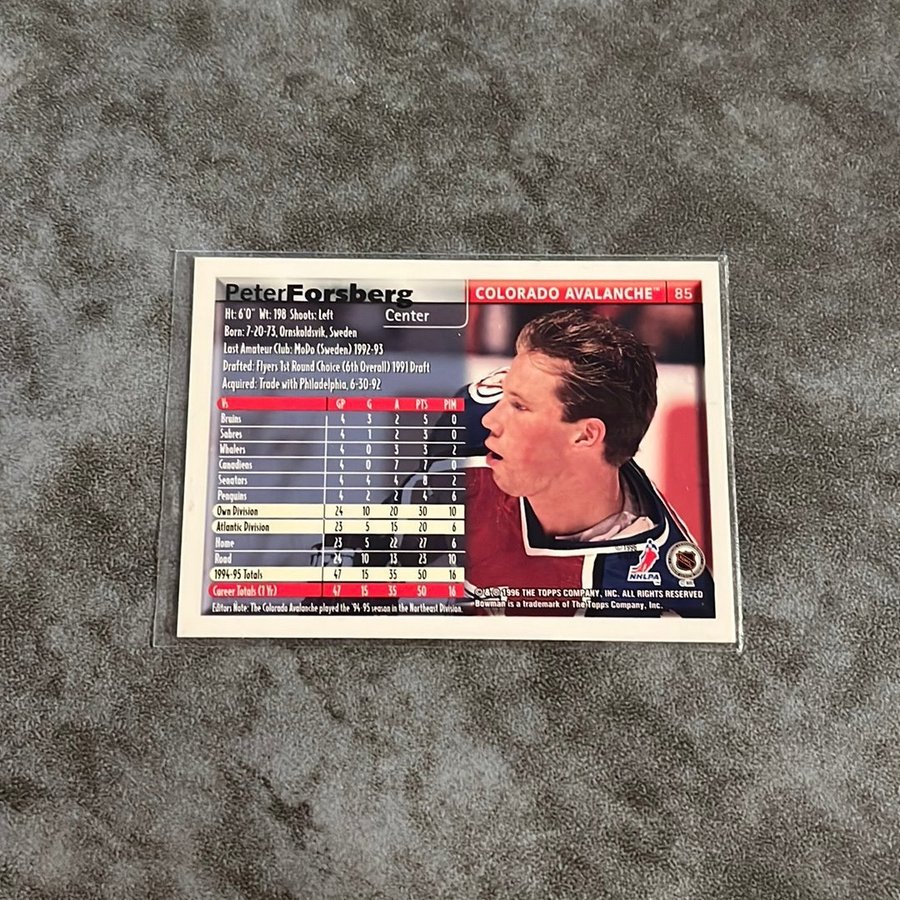 PeterForsberg
COLORADO AVALANCHE™ 85
Center
Ht: 6'0" Wt: 198 Shoots: Left
Born: 7-20-73, Ornskoldsvik, Sweden
Last Amateur Club: MoDo (Sweden) 1992-93
Drafted: Flyers 1st Round Choice (6th Overall) 1991 Draft
Acquired: Trade with Philadelphia, 6-30-92
Vs GP G A PTS PIM
Bruins 4 3 2 5 0
Sabres 4 1 2 3 0
Whalers 4 0 3 3 2
Canadiens 4 0 7 7 0
Senators 4 4 4 8 2
Penguins 4 2 2 4 6
Own Division 24 10 20 30 10
Atlantic Division 23 5 15 20 6
Home 23 5 22 27 6
Road 24 10 13 23 10
1994-95 Totals 47 15 35 50 16
Career Totals (1 Yr) 47 15 35 50 16
Editors Note: The Colorado Avalanche played the '94-95 season in the Northeast Division.
© 1996
NHLPA
NHL
© & ® 1996 THE TOPPS COMPANY, INC. ALL RIGHTS RESERVED
Bowman is a trademark of The Topps Company, Inc.